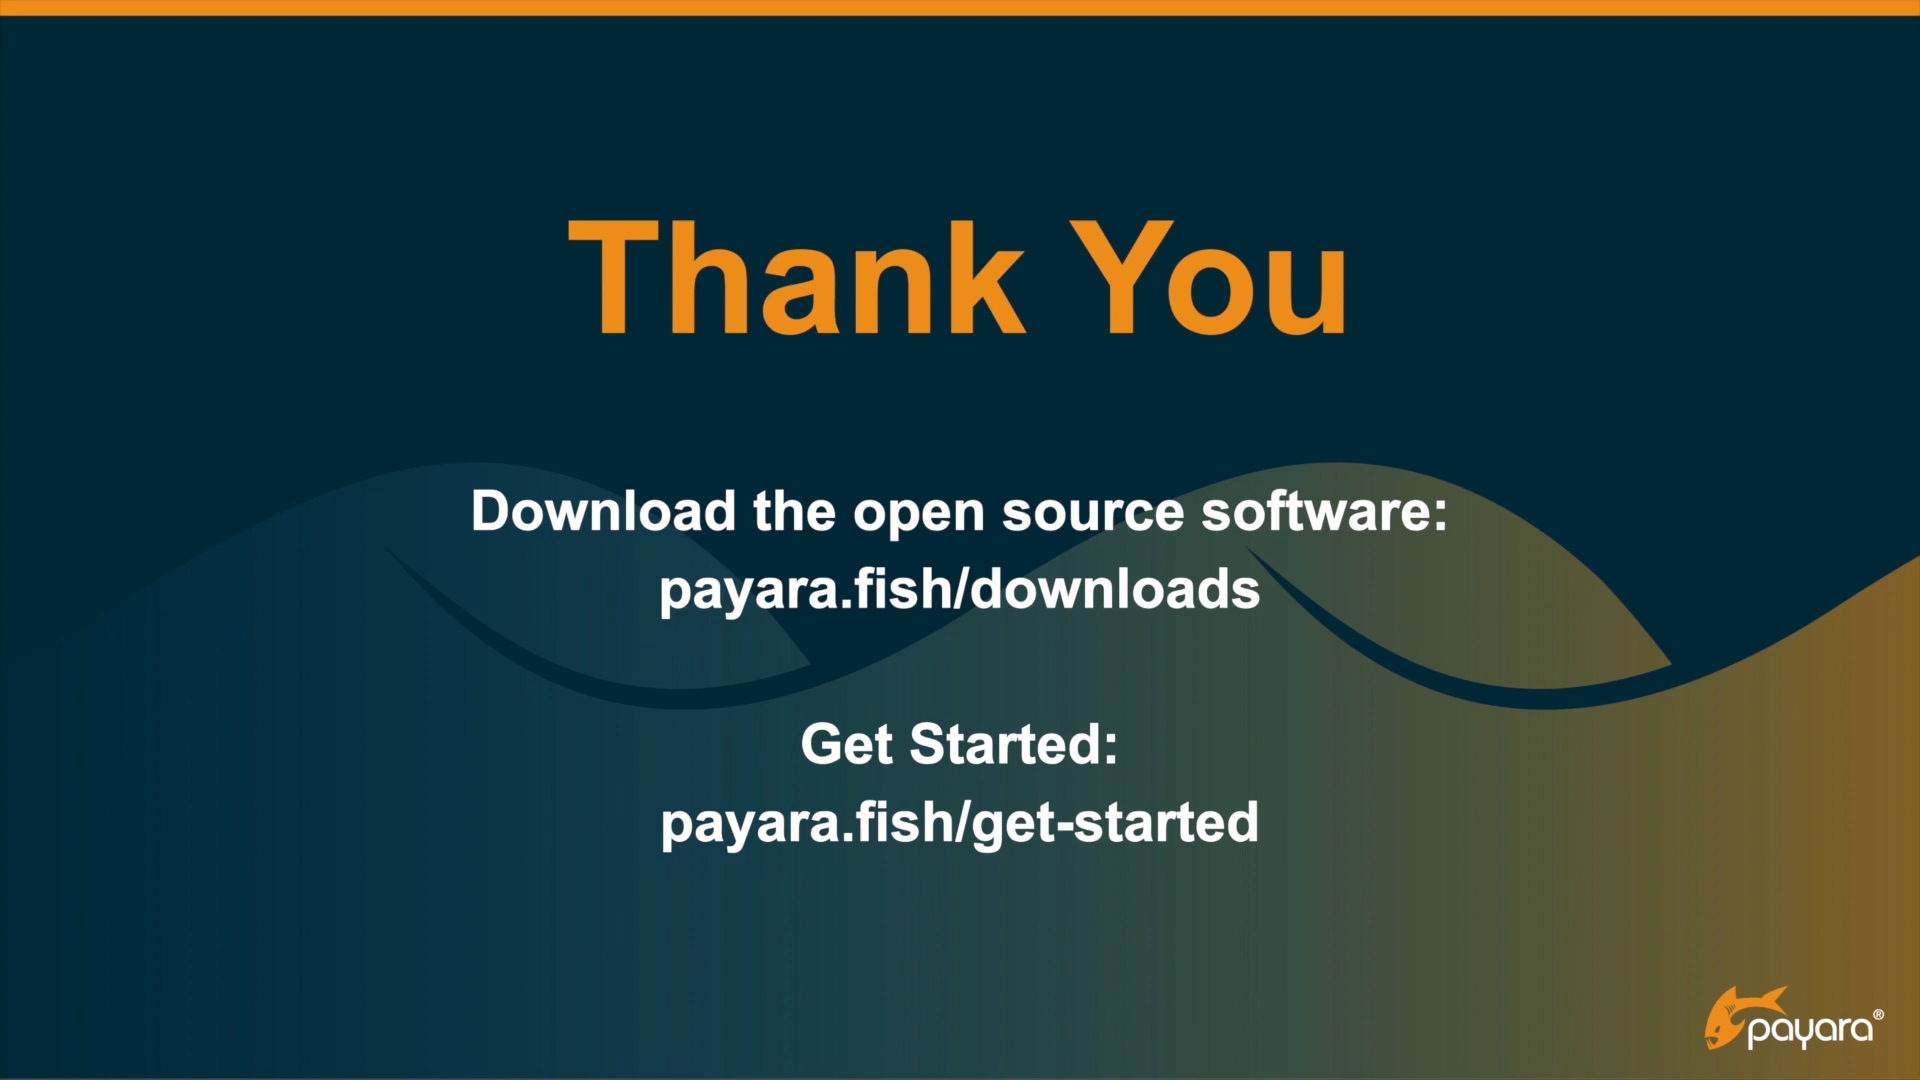 Thank You
Download the open source software:
payara.fish/downloads
Get Started:
payara.fish/get-started
payara®